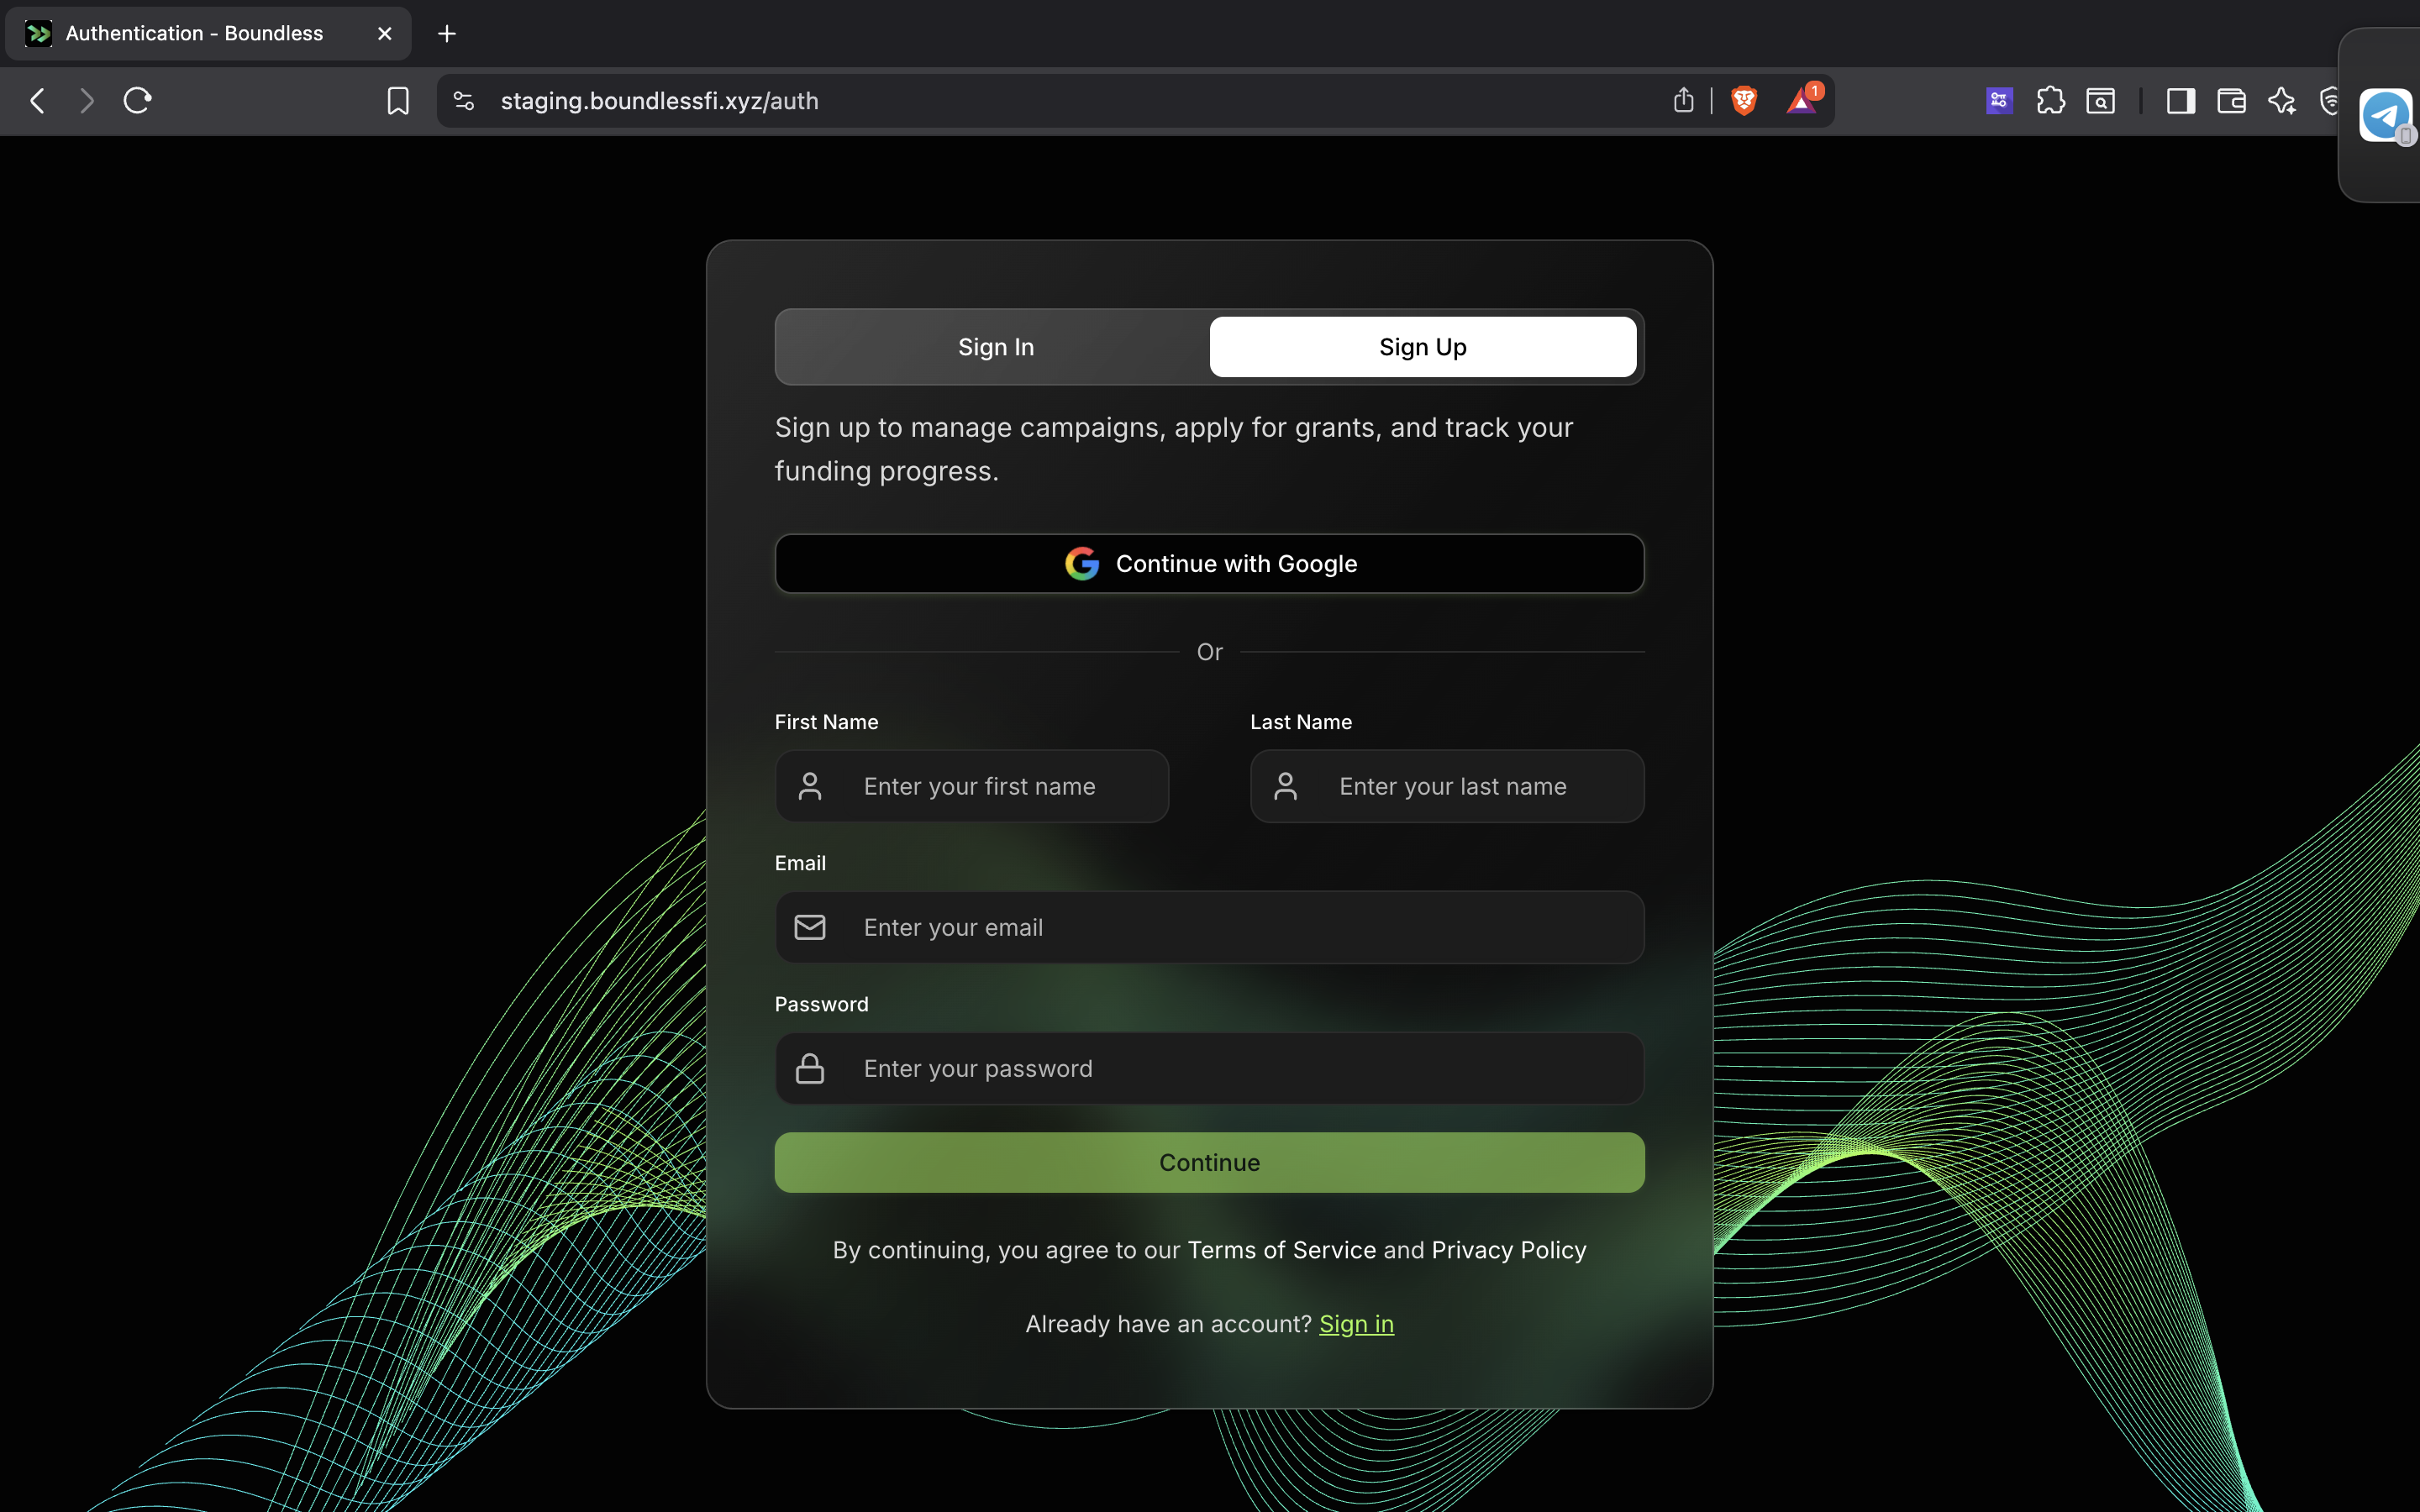 Authentication - Boundless
staging.boundlessfi.xyz/auth
1
Sign In
Sign Up
Sign up to manage campaigns, apply for grants, and track your
funding progress.
Continue with Google
Or
First Name
Last Name
Enter your first name
Enter your last name
Email
Enter your email
Password
Enter your password
Continue
By continuing, you agree to our Terms of Service and Privacy Policy
Already have an account? Sign in